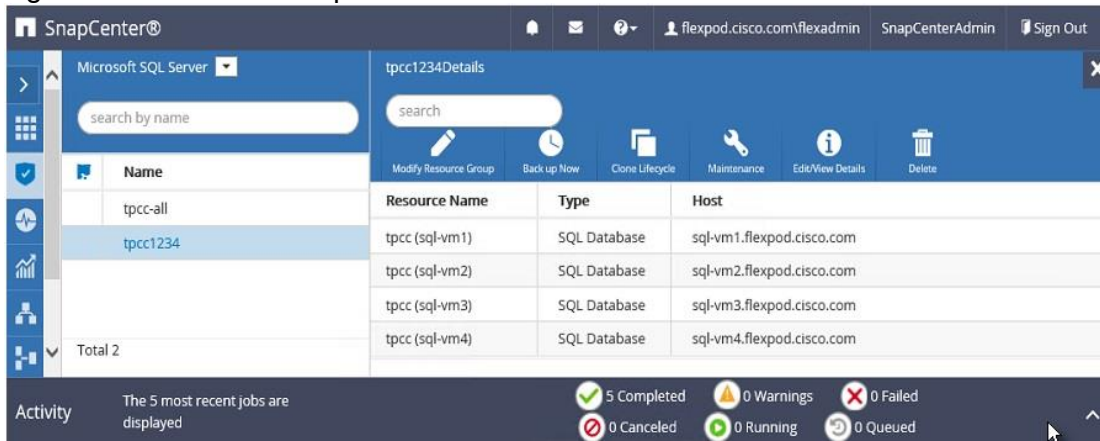 SnapCenter®
flexpod.cisco.com\flexadmin SnapCenterAdmin Sign Out
Microsoft SQL Server
search by name
Name
tpcc-all
tpcc1234
Total 2
tpcc1234Details
search
Modify Resource Group Back up Now Clone Lifecycle Maintenance Edit/View Details Delete
Resource Name Type Host
tpcc (sql-vm1) SQL Database sql-vm1.flexpod.cisco.com
tpcc (sql-vm2) SQL Database sql-vm2.flexpod.cisco.com
tpcc (sql-vm3) SQL Database sql-vm3.flexpod.cisco.com
tpcc (sql-vm4) SQL Database sql-vm4.flexpod.cisco.com
Activity
The 5 most recent jobs are
displayed
5 Completed 0 Warnings 0 Failed
0 Canceled 0 Running 0 Queued